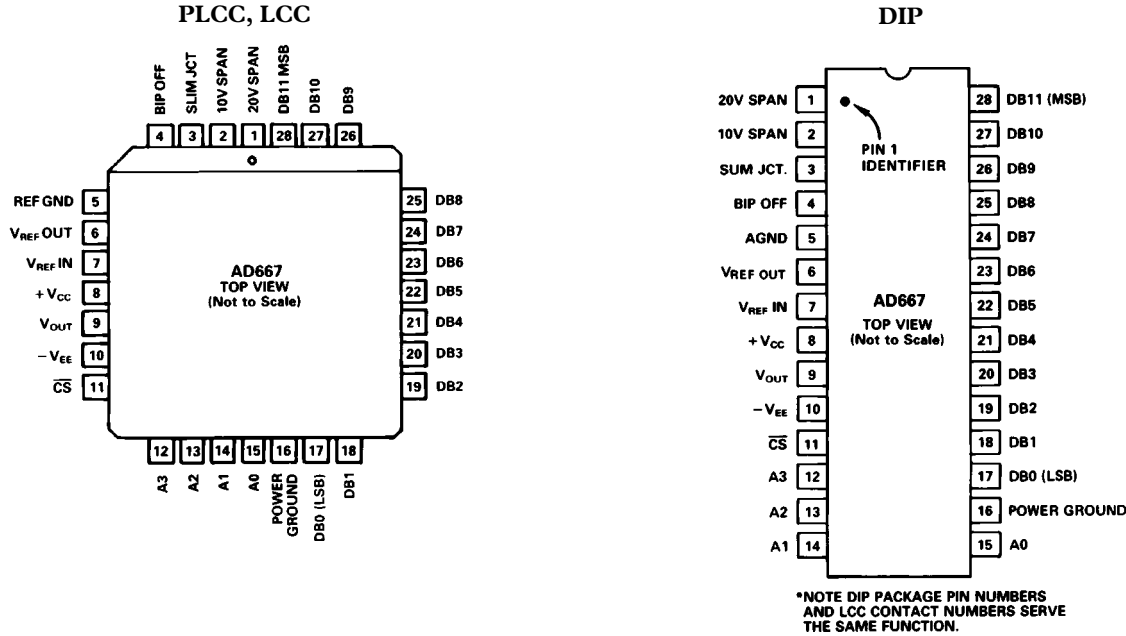 PLCC, LCC
BIP OFF
SLIM JCT
10V SPAN
20V SPAN
DB11 MSB
DB10
DB9
4 3 2 1 28 27 26
REF GND 5
VREF OUT 6
VREF IN 7
+ VCC 8
VOUT 9
− VEE 10
C̅S̅ 11
25 DB8
24 DB7
23 DB6
22 DB5
21 DB4
20 DB3
19 DB2
AD667
TOP VIEW
(Not to Scale)
12 13 14 15 16 17 18
A3
A2
A1
A0
POWER
GROUND
DB0 (LSB)
DB1
DIP
20V SPAN 1
10V SPAN 2
SUM JCT. 3
BIP OFF 4
AGND 5
VREF OUT 6
VREF IN 7
+ VCC 8
VOUT 9
− VEE 10
C̅S̅ 11
A3 12
A2 13
A1 14
PIN 1
IDENTIFIER
AD667
TOP VIEW
(Not to Scale)
28 DB11 (MSB)
27 DB10
26 DB9
25 DB8
24 DB7
23 DB6
22 DB5
21 DB4
20 DB3
19 DB2
18 DB1
17 DB0 (LSB)
16 POWER GROUND
15 A0
*NOTE DIP PACKAGE PIN NUMBERS
AND LCC CONTACT NUMBERS SERVE
THE SAME FUNCTION.